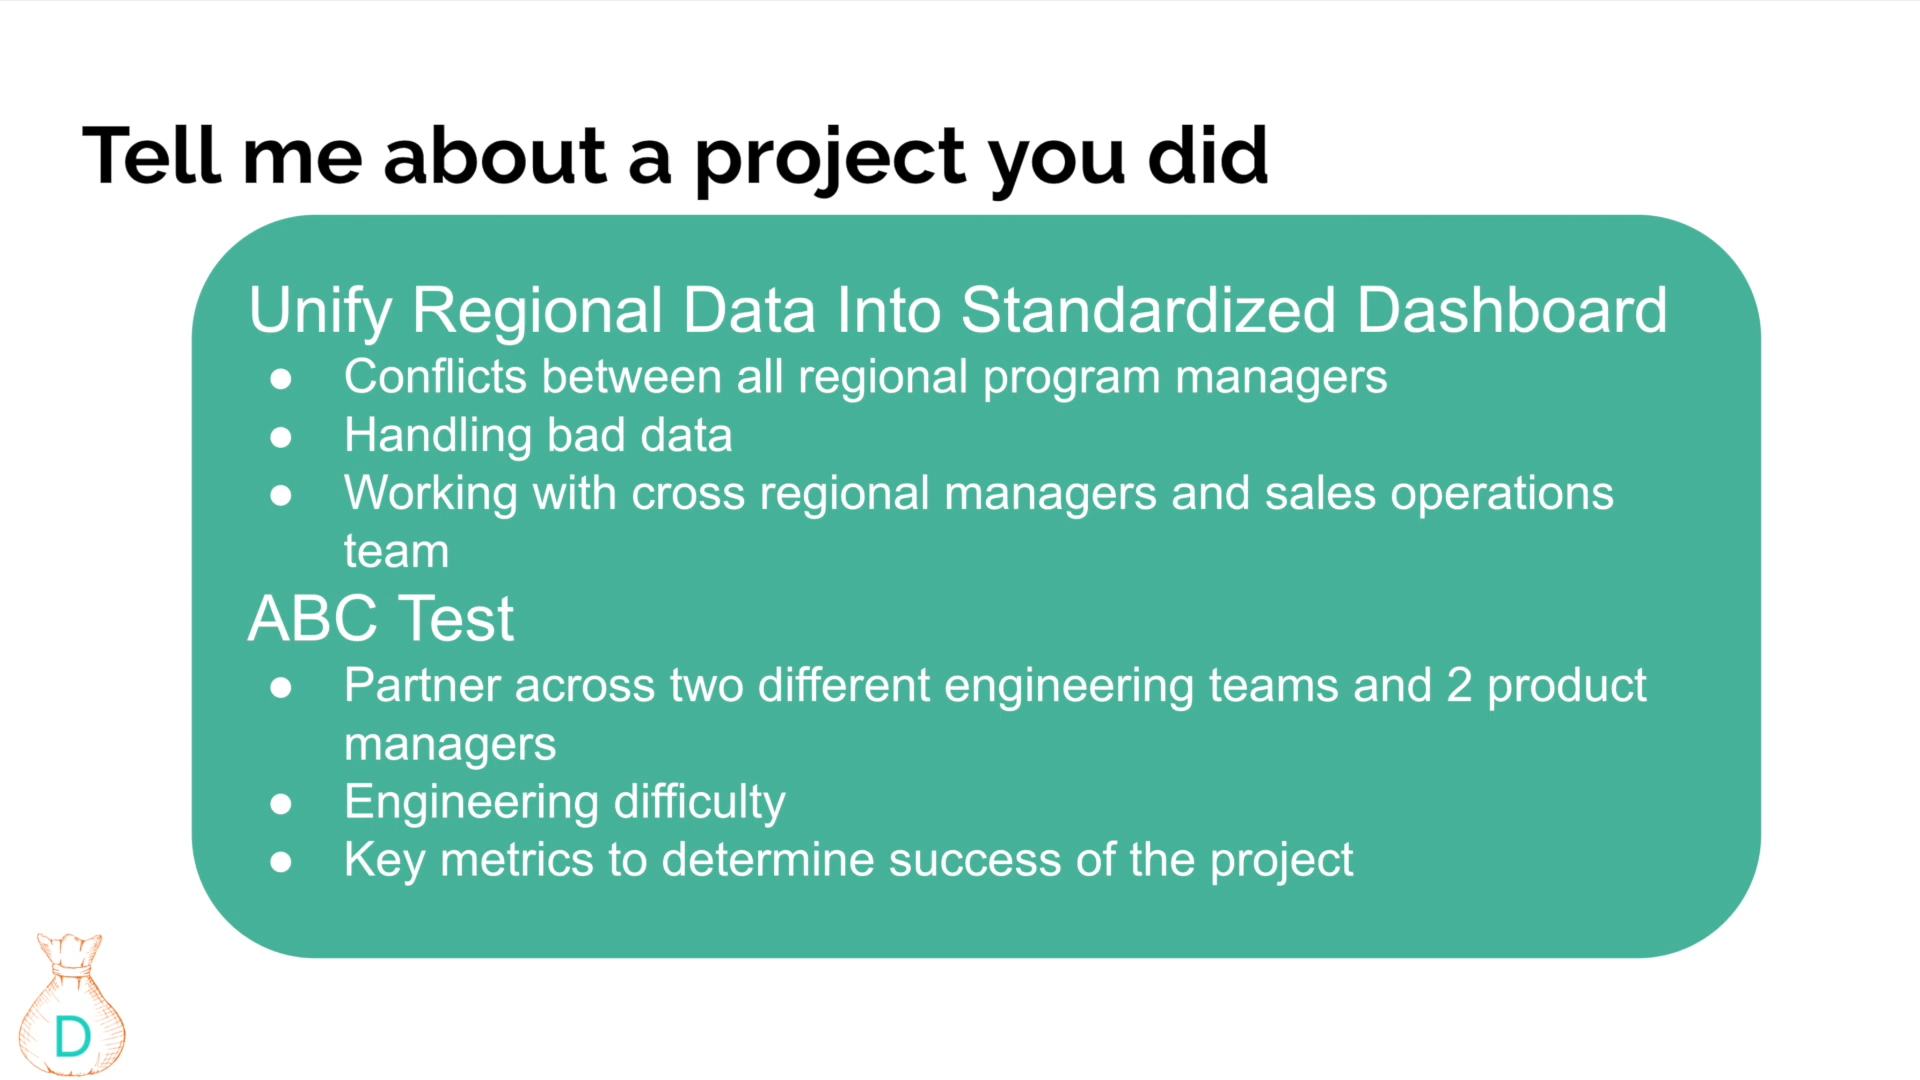 Tell me about a project you did
Unify Regional Data Into Standardized Dashboard
● Conflicts between all regional program managers
● Handling bad data
● Working with cross regional managers and sales operations
team
ABC Test
● Partner across two different engineering teams and 2 product
managers
● Engineering difficulty
● Key metrics to determine success of the project
D